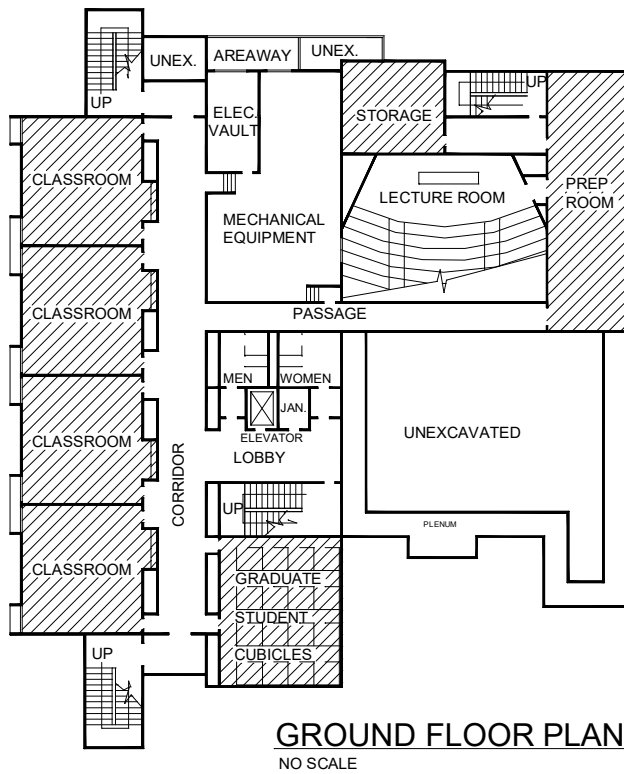 UNEX.
AREAWAY
UNEX.
UP
UP
ELEC.
VAULT
STORAGE
CLASSROOM
LECTURE ROOM
PREP
ROOM
MECHANICAL
EQUIPMENT
CLASSROOM
PASSAGE
MEN
WOMEN
JAN.
ELEVATOR
LOBBY
CLASSROOM
UNEXCAVATED
CORRIDOR
UP
PLENUM
CLASSROOM
GRADUATE
STUDENT
CUBICLES
UP
GROUND FLOOR PLAN
NO SCALE